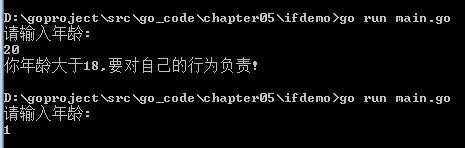 D:\goproject\src\go_code\chapter05\ifdemo>go run main.go
请输入年龄:
20
你年龄大于18,要对自己的行为负责!
D:\goproject\src\go_code\chapter05\ifdemo>go run main.go
请输入年龄:
1